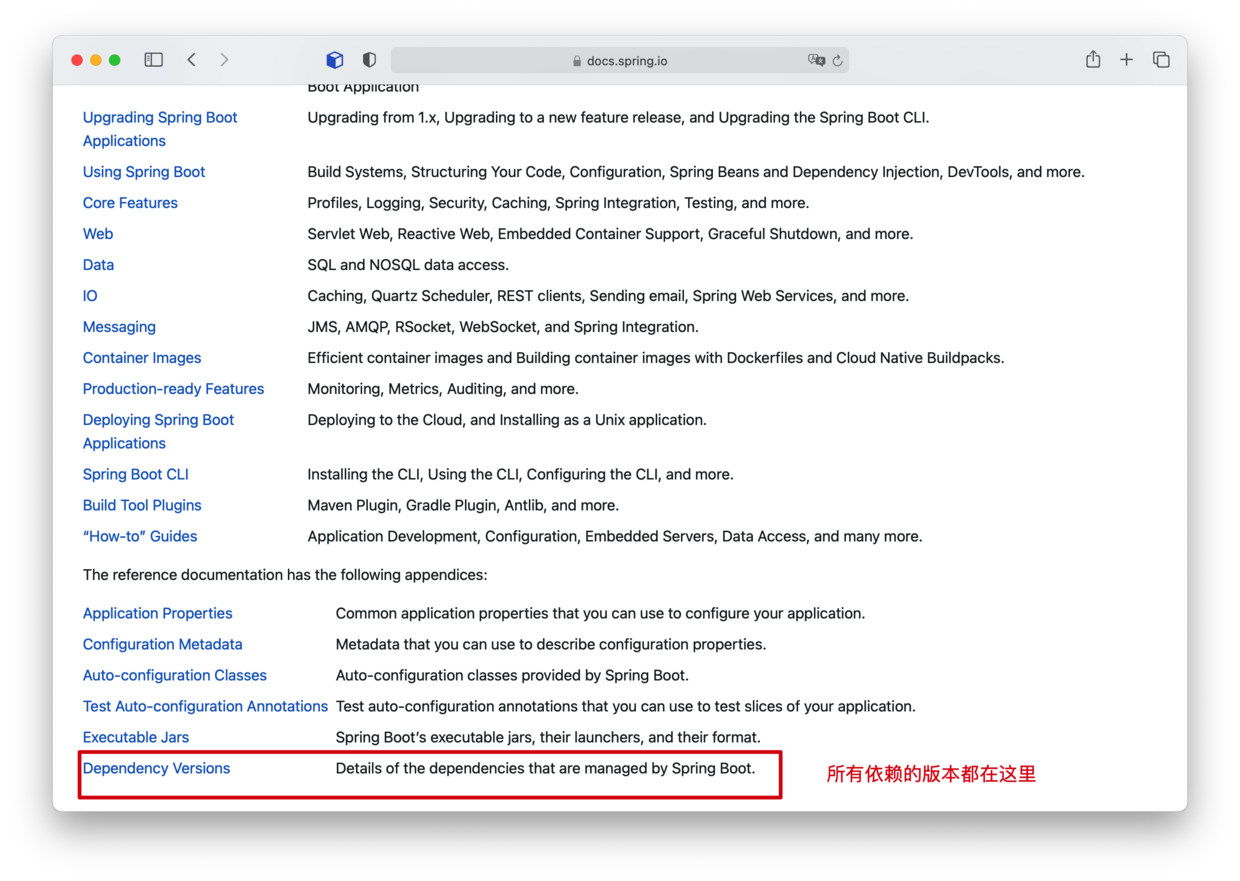 docs.spring.io
Boot Application
Upgrading Spring Boot Applications
Upgrading from 1.x, Upgrading to a new feature release, and Upgrading the Spring Boot CLI.
Using Spring Boot
Build Systems, Structuring Your Code, Configuration, Spring Beans and Dependency Injection, DevTools, and more.
Core Features
Profiles, Logging, Security, Caching, Spring Integration, Testing, and more.
Web
Servlet Web, Reactive Web, Embedded Container Support, Graceful Shutdown, and more.
Data
SQL and NOSQL data access.
IO
Caching, Quartz Scheduler, REST clients, Sending email, Spring Web Services, and more.
Messaging
JMS, AMQP, RSocket, WebSocket, and Spring Integration.
Container Images
Efficient container images and Building container images with Dockerfiles and Cloud Native Buildpacks.
Production-ready Features
Monitoring, Metrics, Auditing, and more.
Deploying Spring Boot Applications
Deploying to the Cloud, and Installing as a Unix application.
Spring Boot CLI
Installing the CLI, Using the CLI, Configuring the CLI, and more.
Build Tool Plugins
Maven Plugin, Gradle Plugin, Antlib, and more.
“How-to” Guides
Application Development, Configuration, Embedded Servers, Data Access, and many more.
The reference documentation has the following appendices:
Application Properties
Common application properties that you can use to configure your application.
Configuration Metadata
Metadata that you can use to describe configuration properties.
Auto-configuration Classes
Auto-configuration classes provided by Spring Boot.
Test Auto-configuration Annotations
Test auto-configuration annotations that you can use to test slices of your application.
Executable Jars
Spring Boot’s executable jars, their launchers, and their format.
Dependency Versions
Details of the dependencies that are managed by Spring Boot.
所有依赖的版本都在这里